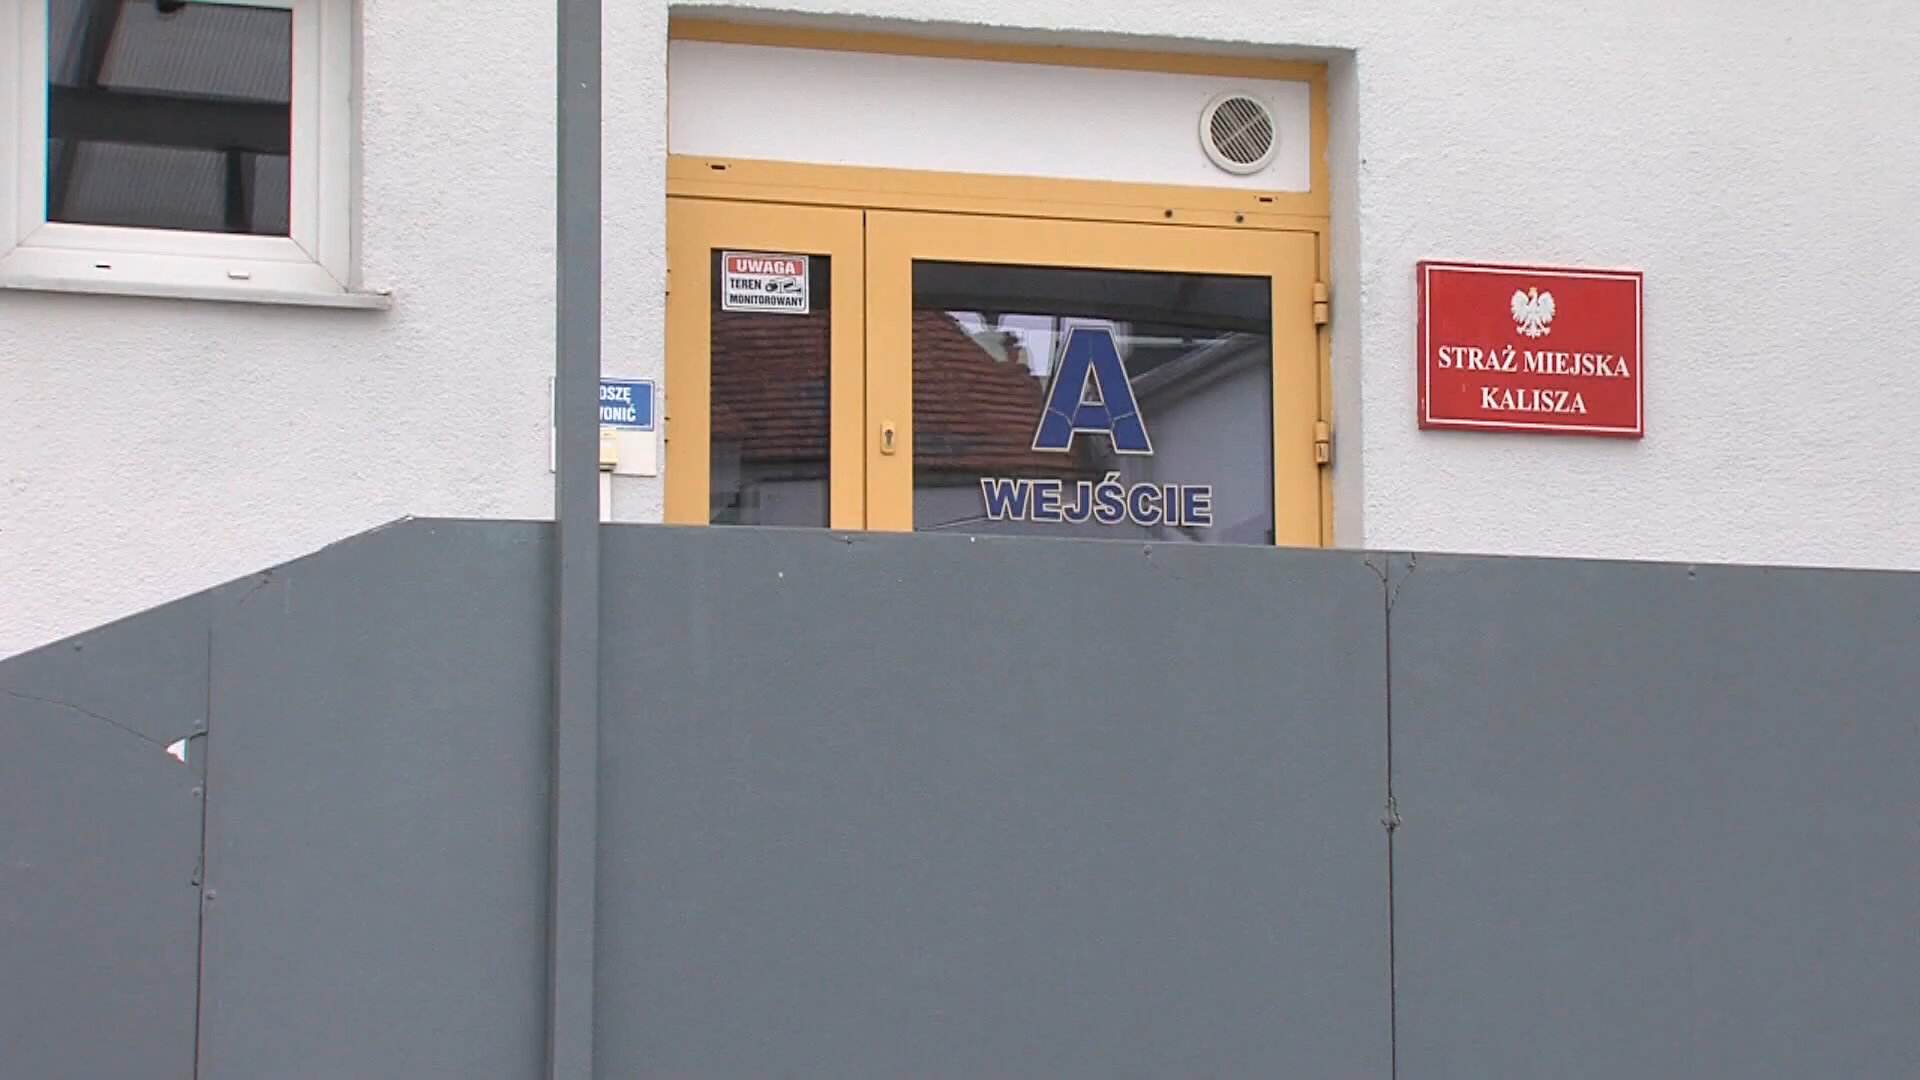 UWAGA
TEREN
MONITOROWANY
A
WEJŚCIE
STRAŻ MIEJSKA
KALISZA